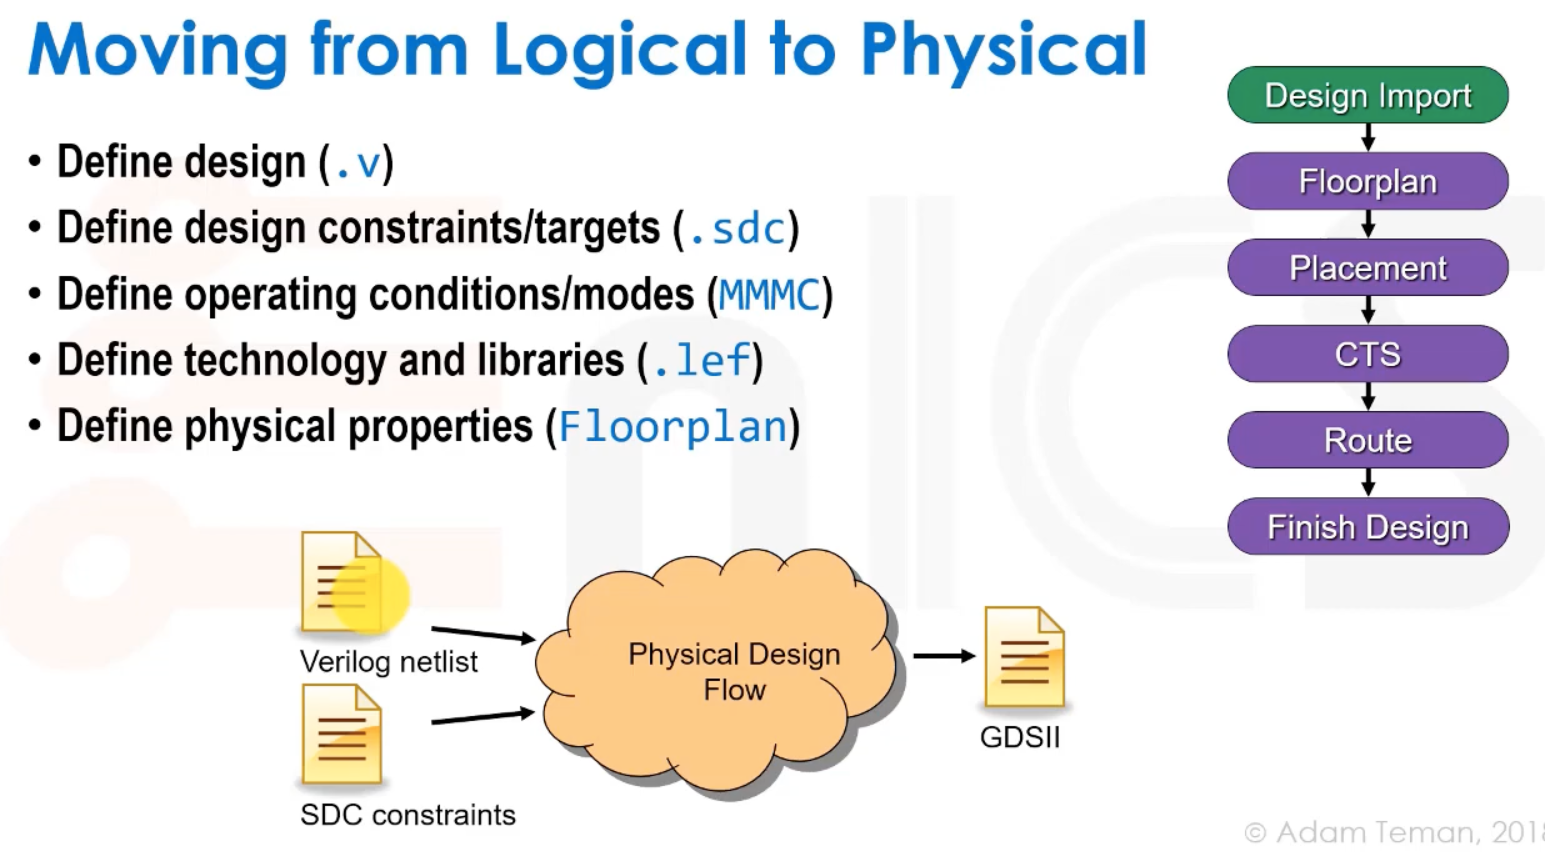 Moving from Logical to Physical
• Define design (.v)
• Define design constraints/targets (.sdc)
• Define operating conditions/modes (MMMC)
• Define technology and libraries (.lef)
• Define physical properties (Floorplan)
Design Import
Floorplan
Placement
CTS
Route
Finish Design
Verilog netlist
SDC constraints
Physical Design
Flow
GDSII
© Adam Teman, 2018